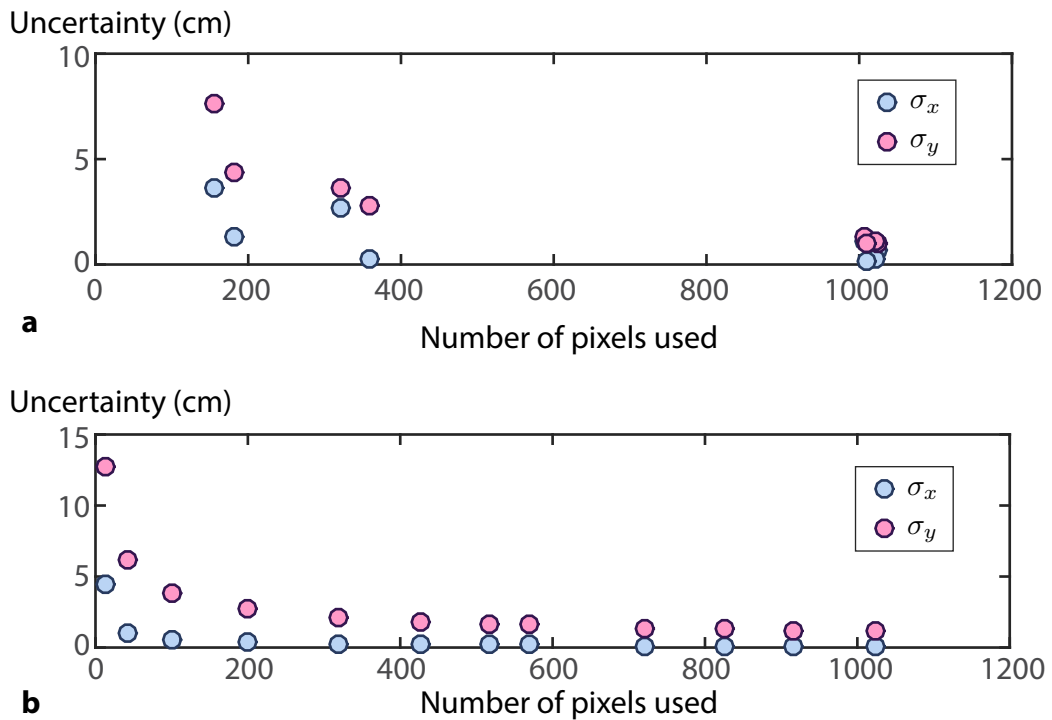 Uncertainty (cm)
10
5
0
σx
σy
0 200 400 600 800 1000 1200
a
Number of pixels used
Uncertainty (cm)
15
10
5
0
σx
σy
0 200 400 600 800 1000 1200
b
Number of pixels used